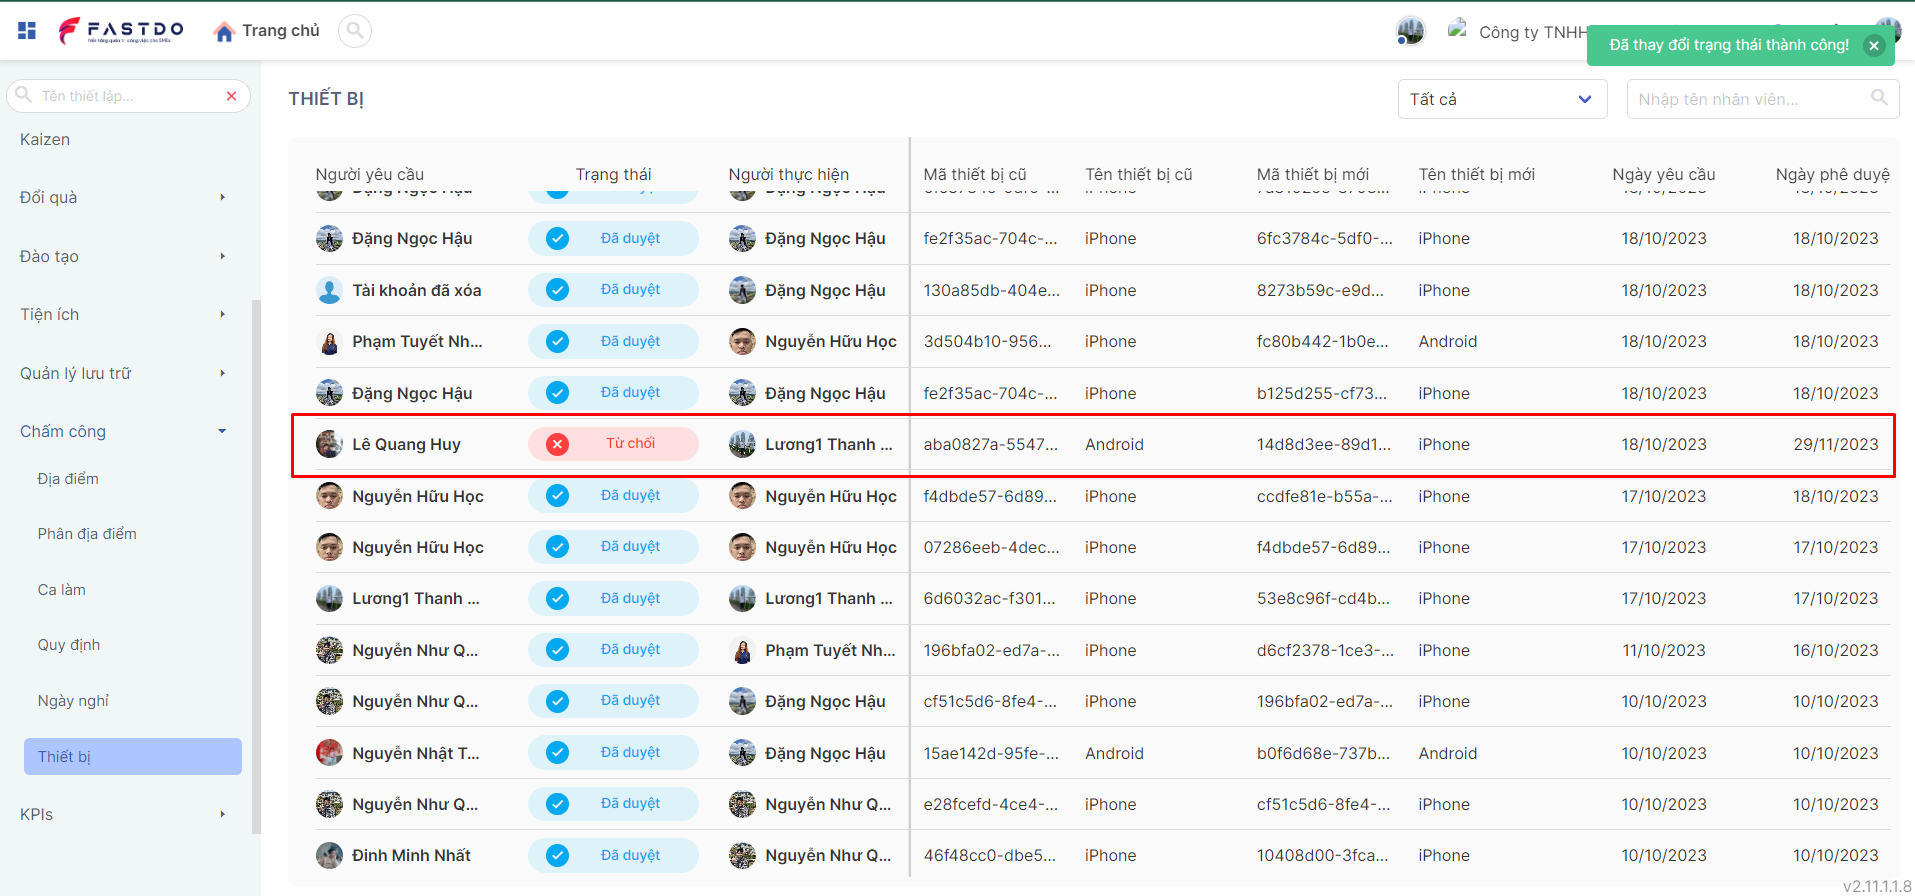 FASTDO
Trang chủ
Công ty TNHH
Đã thay đổi trạng thái thành công!
Tên thiết lập...
Kaizen
Đổi quà
Đào tạo
Tiện ích
Quản lý lưu trữ
Chấm công
Địa điểm
Phân địa điểm
Ca làm
Quy định
Ngày nghỉ
Thiết bị
KPIs
THIẾT BỊ
Tất cả
Nhập tên nhân viên...
Người yêu cầu Trạng thái Người thực hiện Mã thiết bị cũ Tên thiết bị cũ Mã thiết bị mới Tên thiết bị mới Ngày yêu cầu Ngày phê duyệ
Đặng Ngọc Hậu Đã duyệt Đặng Ngọc Hậu fe2f35ac-704c-... iPhone 6fc3784c-5df0-... iPhone 18/10/2023 18/10/2023
Tài khoản đã xóa Đã duyệt Đặng Ngọc Hậu 130a85db-404e... iPhone 8273b59c-e9d... iPhone 18/10/2023 18/10/2023
Phạm Tuyết Nh... Đã duyệt Nguyễn Hữu Học 3d504b10-956... iPhone fc80b442-1b0e... Android 18/10/2023 18/10/2023
Đặng Ngọc Hậu Đã duyệt Đặng Ngọc Hậu fe2f35ac-704c-... iPhone b125d255-cf73... iPhone 18/10/2023 18/10/2023
Lê Quang Huy Từ chối Lương1 Thanh ... aba0827a-5547... Android 14d8d3ee-89d1... iPhone 18/10/2023 29/11/2023
Nguyễn Hữu Học Đã duyệt Nguyễn Hữu Học f4dbde57-6d89... iPhone ccdfe81e-b55a-... iPhone 17/10/2023 18/10/2023
Nguyễn Hữu Học Đã duyệt Nguyễn Hữu Học 07286eeb-4dec... iPhone f4dbde57-6d89... iPhone 17/10/2023 17/10/2023
Lương1 Thanh ... Đã duyệt Lương1 Thanh ... 6d6032ac-f301... iPhone 53e8c96f-cd4b... iPhone 17/10/2023 17/10/2023
Nguyễn Như Q... Đã duyệt Phạm Tuyết Nh... 196bfa02-ed7a-... iPhone d6cf2378-1ce3-... iPhone 11/10/2023 16/10/2023
Nguyễn Như Q... Đã duyệt Đặng Ngọc Hậu cf51c5d6-8fe4-... iPhone 196bfa02-ed7a-... iPhone 10/10/2023 10/10/2023
Nguyễn Nhật T... Đã duyệt Đặng Ngọc Hậu 15ae142d-95fe-... Android b0f6d68e-737b... Android 10/10/2023 10/10/2023
Nguyễn Như Q... Đã duyệt Nguyễn Như Q... e28fcefd-4ce4-... iPhone cf51c5d6-8fe4-... iPhone 10/10/2023 10/10/2023
Đinh Minh Nhất Đã duyệt Nguyễn Như Q... 46f48cc0-dbe5... iPhone 10408d00-3fca... iPhone 10/10/2023 10/10/2023
v2.11.1.1.8